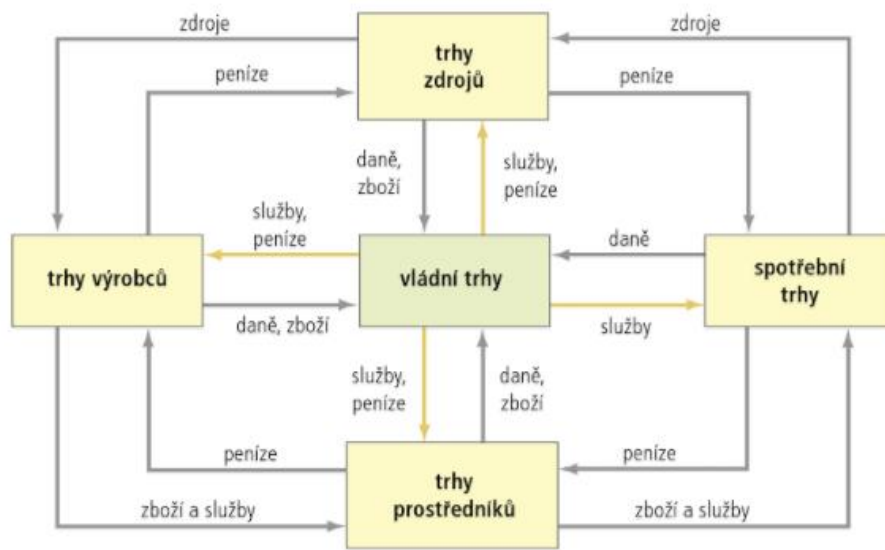 zdroje
trhy
zdrojů
zdroje
peníze
peníze
daně,
zboží
služby,
peníze
služby,
peníze
daně
trhy výrobců
vládní trhy
spotřební
trhy
daně, zboží
služby
služby,
peníze
daně,
zboží
peníze
trhy
prostředníků
peníze
zboží a služby
zboží a služby